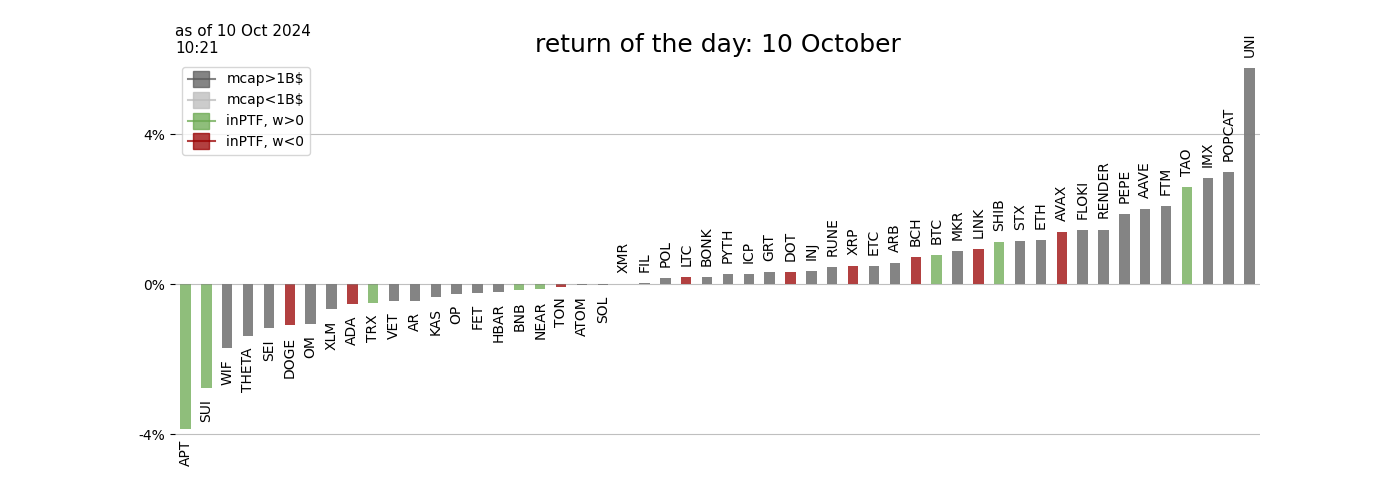 as of 10 Oct 2024
10:21
return of the day: 10 October
mcap>1B$
mcap<1B$
inPTF, w>0
inPTF, w<0
4%
0%
-4%
APT
SUI
WIF
THETA
SEI
DOGE
OM
XLM
ADA
TRX
VET
AR
KAS
OP
FET
HBAR
BNB
NEAR
TON
ATOM
SOL
XMR
FIL
POL
LTC
BONK
PYTH
ICP
GRT
DOT
INJ
RUNE
XRP
ETC
ARB
BCH
BTC
MKR
LINK
SHIB
STX
ETH
AVAX
FLOKI
RENDER
PEPE
AAVE
FTM
TAO
IMX
POPCAT
UNI